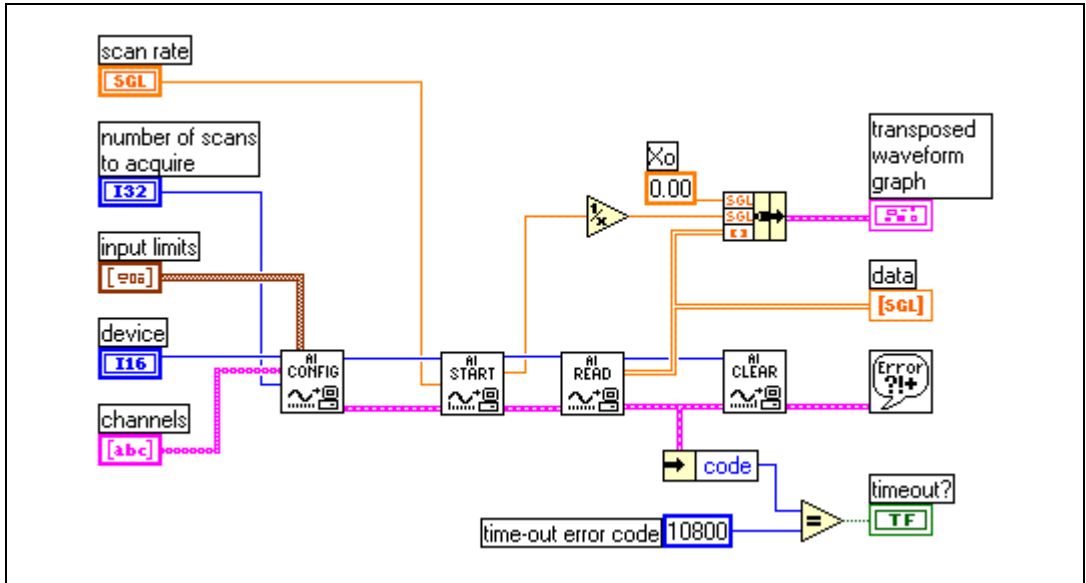 scan rate
SGL
number of scans
to acquire
I32
input limits
device
I16
channels
[abc]
AI
CONFIG
AI
START
AI
READ
AI
CLEAR
Xo
0.00
1/x
SGL
SGL
[ ]
transposed
waveform
graph
data
[SGL]
Error
?!+
code
time-out error code
10800
=
timeout?
TF